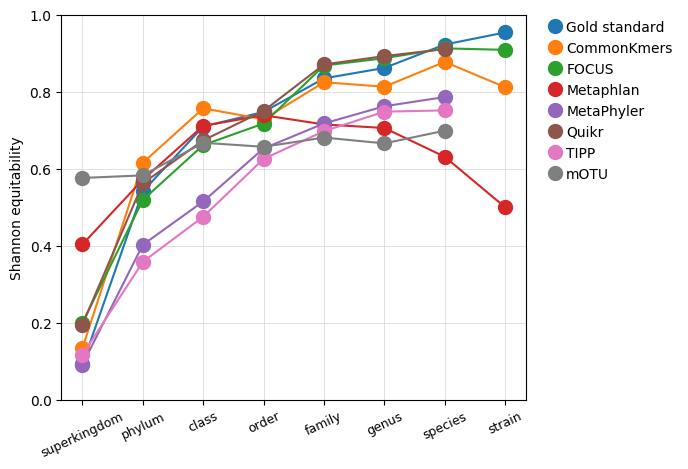 Shannon equitability
1.0
0.8
0.6
0.4
0.2
0.0
superkingdom
phylum
class
order
family
genus
species
strain
Gold standard
CommonKmers
FOCUS
Metaphlan
MetaPhyler
Quikr
TIPP
mOTU